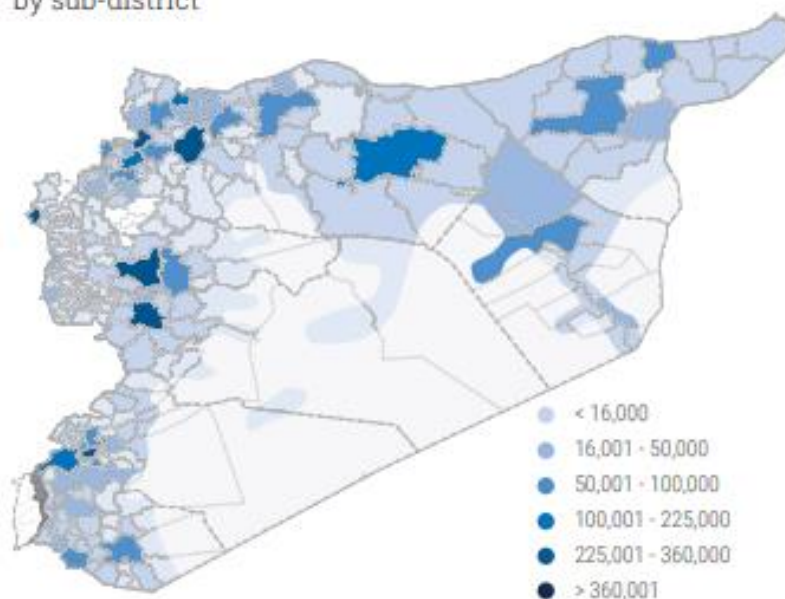 by sub-district
< 16,000
16,001 - 50,000
50,001 - 100,000
100,001 - 225,000
225,001 - 360,000
> 360,001